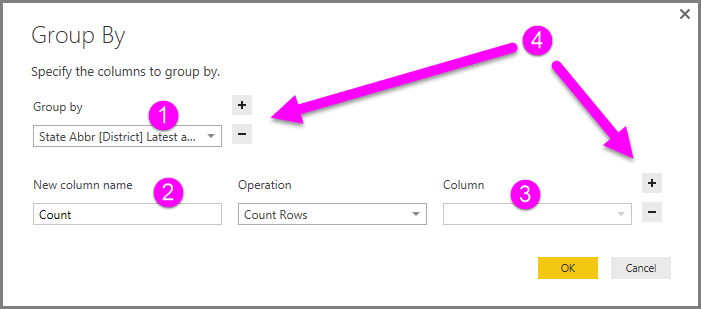 Group By
4
Specify the columns to group by.
Group by
1
+
State Abbr [District] Latest a...
−
New column name
2
Operation
Column
3
+
Count
Count Rows
−
OK
Cancel